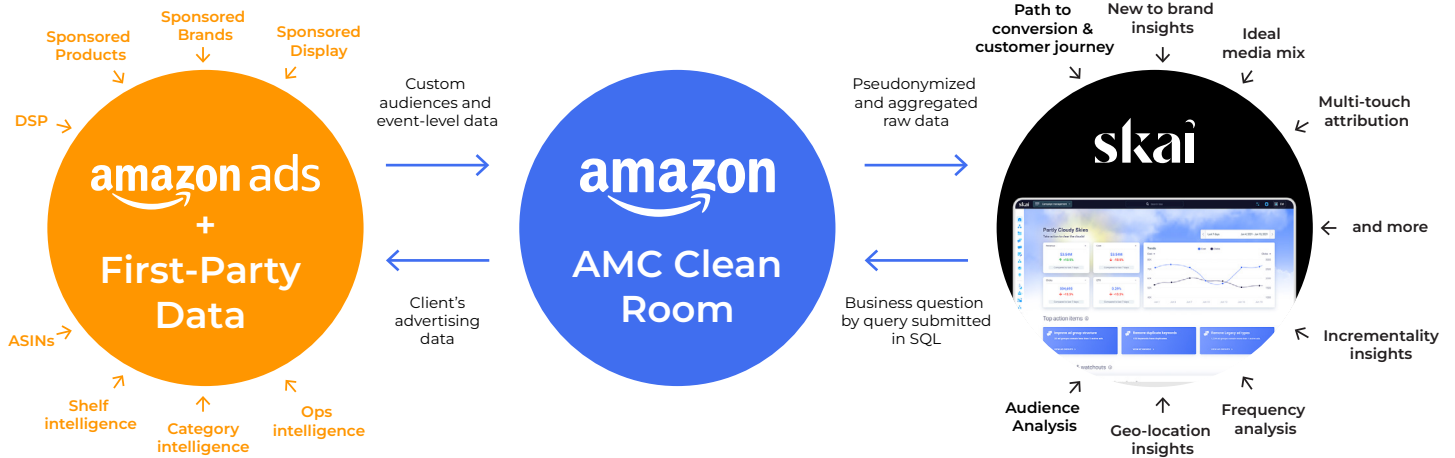 Sponsored
Products
Sponsored
Brands
Sponsored
Display
DSP
amazon ads
+
First-Party
Data
ASINs
Shelf
intelligence
Category
intelligence
Ops
intelligence
Custom
audiences and
event-level data
Client's
advertising
data
amazon
AMC Clean
Room
Pseudonymized
and aggregated
raw data
Business question
by query submitted
in SQL
Path to
conversion &
customer journey
New to brand
insights
Ideal
media mix
Multi-touch
attribution
and more
Incrementality
insights
Frequency
analysis
Geo-location
insights
Audience
Analysis
skai
skai
Partly Cloudy Skies
Top action items
watchouts